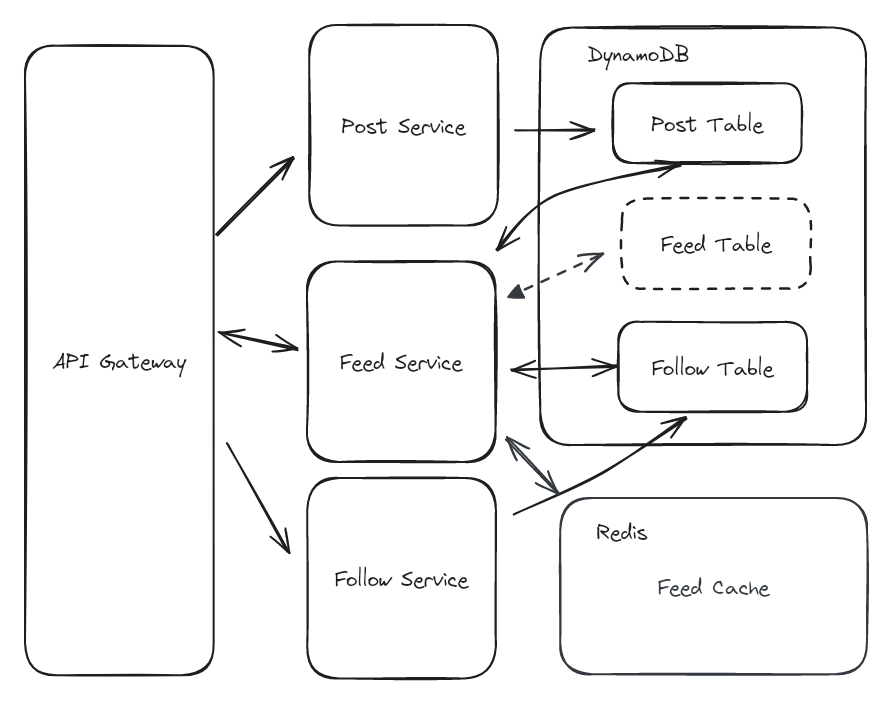 DynamoDB
Post Service
Post Table
Feed Table
API Gateway
Feed Service
Follow Table
Redis
Follow Service
Feed Cache